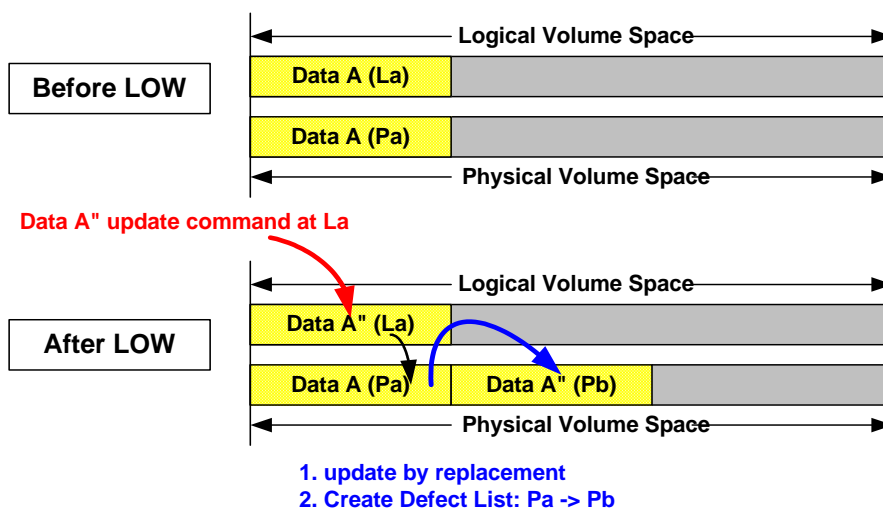 Logical Volume Space
Before LOW
Data A (La)
Data A (Pa)
Physical Volume Space
Data A" update command at La
Logical Volume Space
After LOW
Data A" (La)
Data A (Pa)
Data A" (Pb)
Physical Volume Space
1. update by replacement
2. Create Defect List: Pa -> Pb